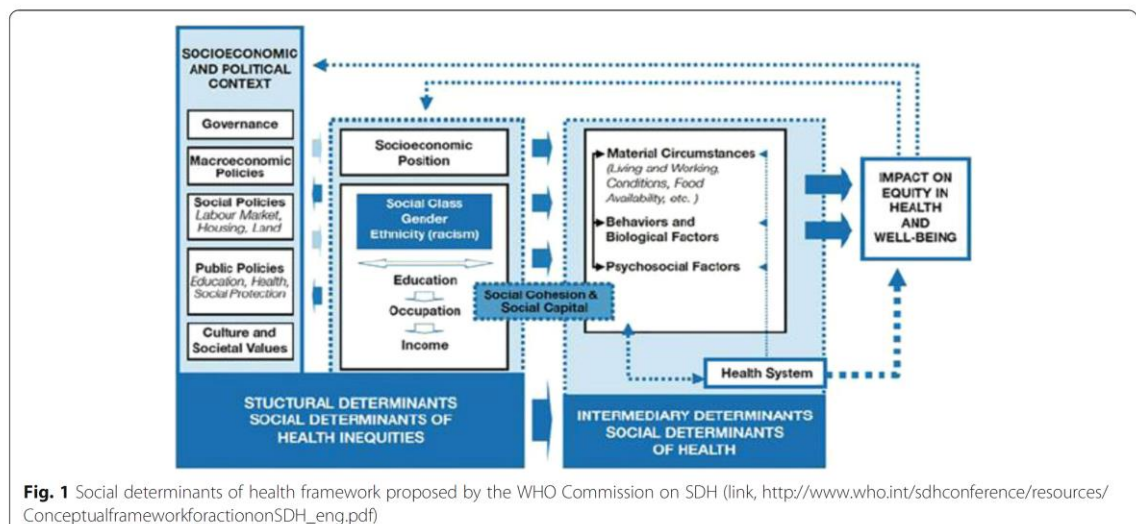 SOCIOECONOMIC
AND POLITICAL
CONTEXT
Governance
Macroeconomic
Policies
Social Policies
Labour Market,
Housing, Land
Public Policies
Education, Health,
Social Protection
Culture and
Societal Values
Socioeconomic
Position
Social Class
Gender
Ethnicity (racism)
Education
Occupation
Income
Social Cohesion &
Social Capital
Material Circumstances
(Living and Working,
Conditions, Food
Availability, etc. )
Behaviors and
Biological Factors
Psychosocial Factors
Health System
IMPACT ON
EQUITY IN
HEALTH
AND
WELL-BEING
STUCTURAL DETERMINANTS
SOCIAL DETERMINANTS OF
HEALTH INEQUITIES
INTERMEDIARY DETERMINANTS
SOCIAL DETERMINANTS
OF HEALTH
Fig. 1 Social determinants of health framework proposed by the WHO Commission on SDH (link, http://www.who.int/sdhconference/resources/
ConceptualframeworkforactiononSDH_eng.pdf)